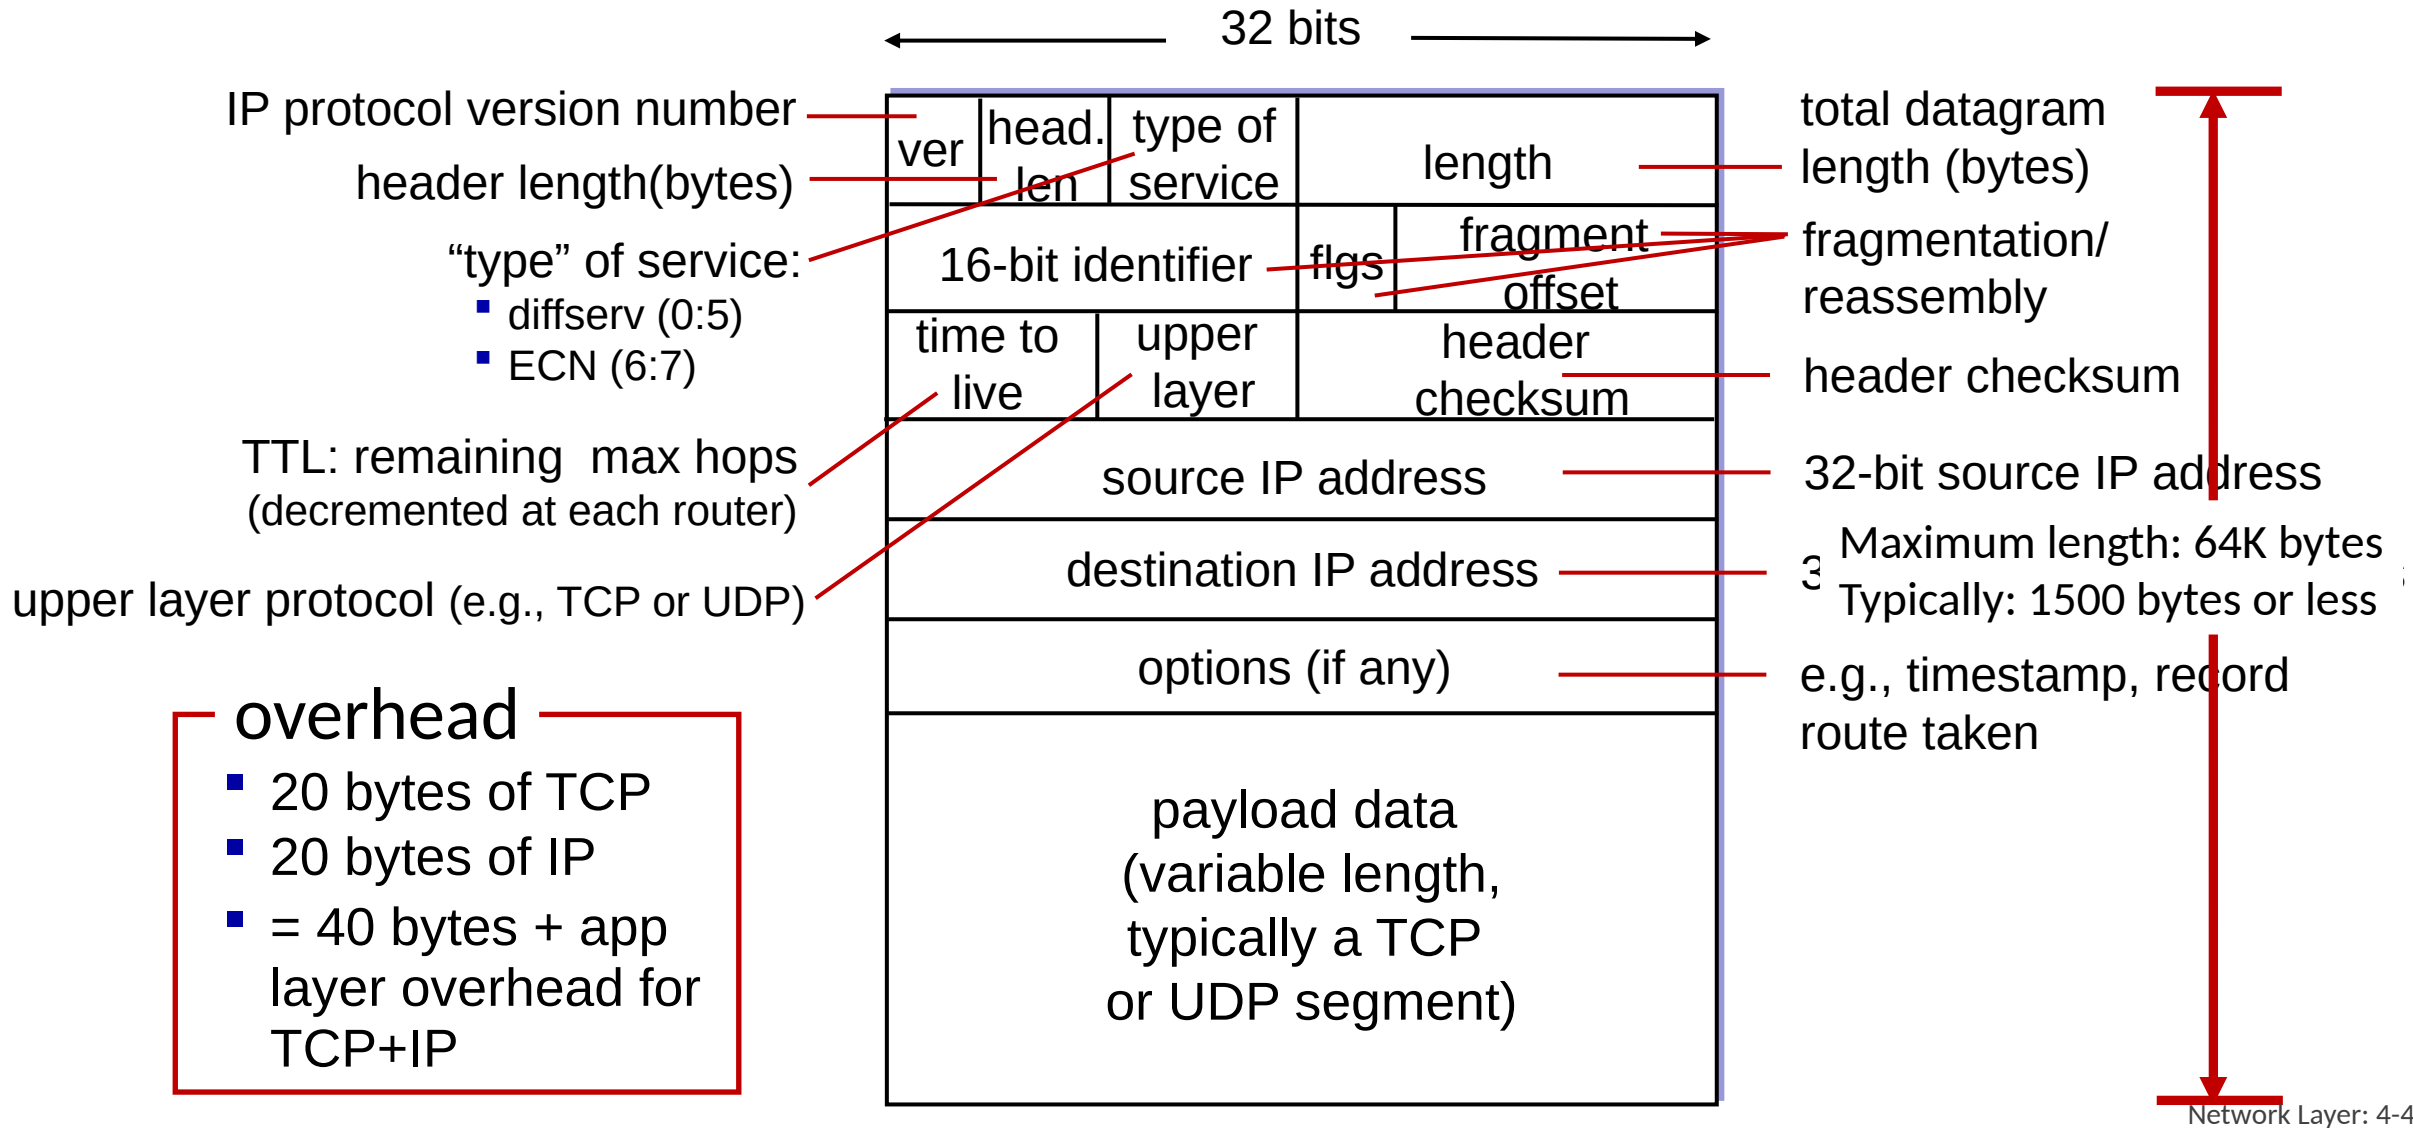 32 bits
IP protocol version number
header length(bytes)
“type” of service:
diffserv (0:5)
ECN (6:7)
TTL: remaining  max hops
(decremented at each router)
upper layer protocol (e.g., TCP or UDP)
overhead
20 bytes of TCP
20 bytes of IP
= 40 bytes + app
layer overhead for
TCP+IP
ver
head.
len
type of
service
length
16-bit identifier
flgs
fragment
offset
time to
live
upper
layer
header
checksum
source IP address
destination IP address
options (if any)
payload data
(variable length,
typically a TCP
or UDP segment)
total datagram
length (bytes)
fragmentation/
reassembly
header checksum
32-bit source IP address
Maximum length: 64K bytes
Typically: 1500 bytes or less
e.g., timestamp, record
route taken
Network Layer: 4-4